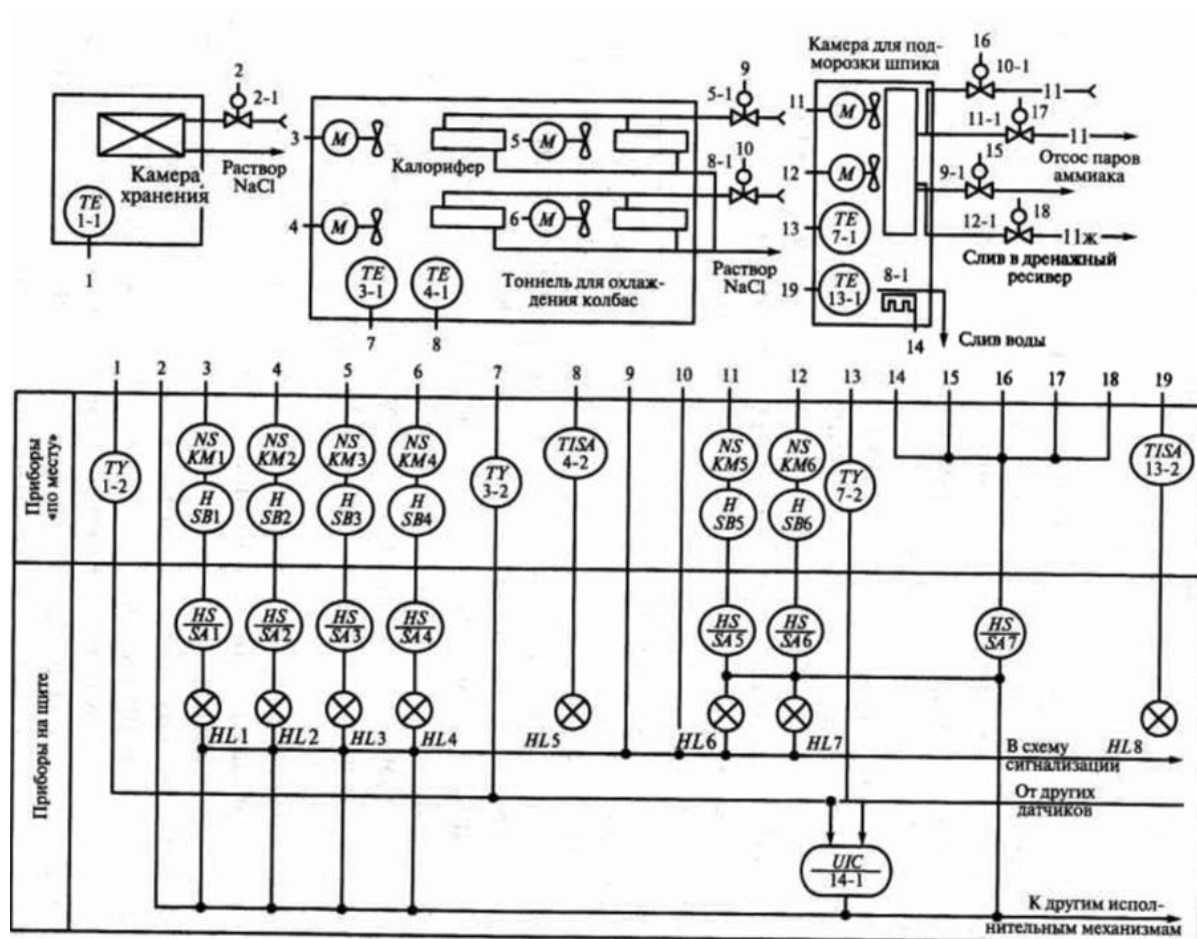 2
2-1
Камера
хранения
Раствор
NaCl
TE
1-1
1
3
M
4
M
Калорифер
5
M
6
M
TE
3-1
TE
4-1
7
8
Тоннель для охлаж-
дения колбас
9
5-1
10
8-1
Раствор
NaCl
Камера для под-
морозки шпика
11
M
12
M
13
TE
7-1
19
TE
13-1
8-1
14
Слив воды
16
10-1
11
17
11-1
11
Отсос паров
аммиака
15
9-1
18
12-1
11ж
Слив в дренажный
ресивер
1 2 3 4 5 6 7 8 9 10 11 12 13 14 15 16 17 18 19
Приборы
«по месту»
TY
1-2
NS
KM1
NS
KM2
NS
KM3
NS
KM4
H
SB1
H
SB2
H
SB3
H
SB4
TY
3-2
TISA
4-2
NS
KM5
NS
KM6
H
SB5
H
SB6
TY
7-2
TISA
13-2
Приборы на щите
HS
SA1
HS
SA2
HS
SA3
HS
SA4
HS
SA5
HS
SA6
HS
SA7
HL1 HL2 HL3 HL4 HL5 HL6 HL7 HL8
В схему
сигнализации
От других
датчиков
UIC
14-1
К другим испол-
нительным механизмам